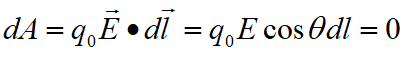 dA = q₀E⃗ • dl⃗ = q₀E cos θdl = 0